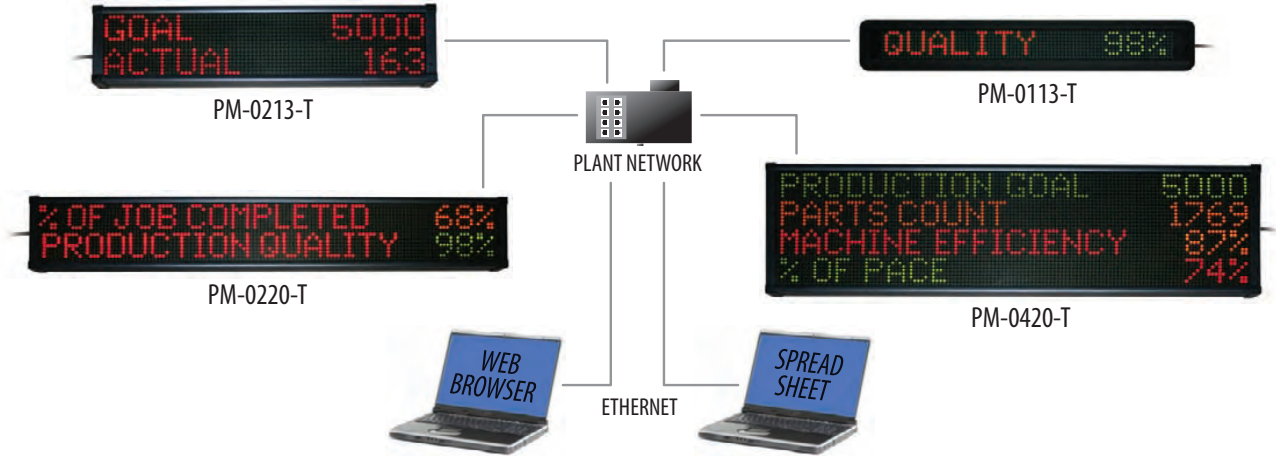 GOAL 5000
ACTUAL 163
PM-0213-T
QUALITY 98%
PM-0113-T
PLANT NETWORK
% OF JOB COMPLETED 68%
PRODUCTION QUALITY 98%
PM-0220-T
PRODUCTION GOAL 5000
PARTS COUNT 1769
MACHINE EFFICIENCY 87%
% OF PACE 74%
PM-0420-T
WEB
BROWSER
ETHERNET
SPREAD
SHEET